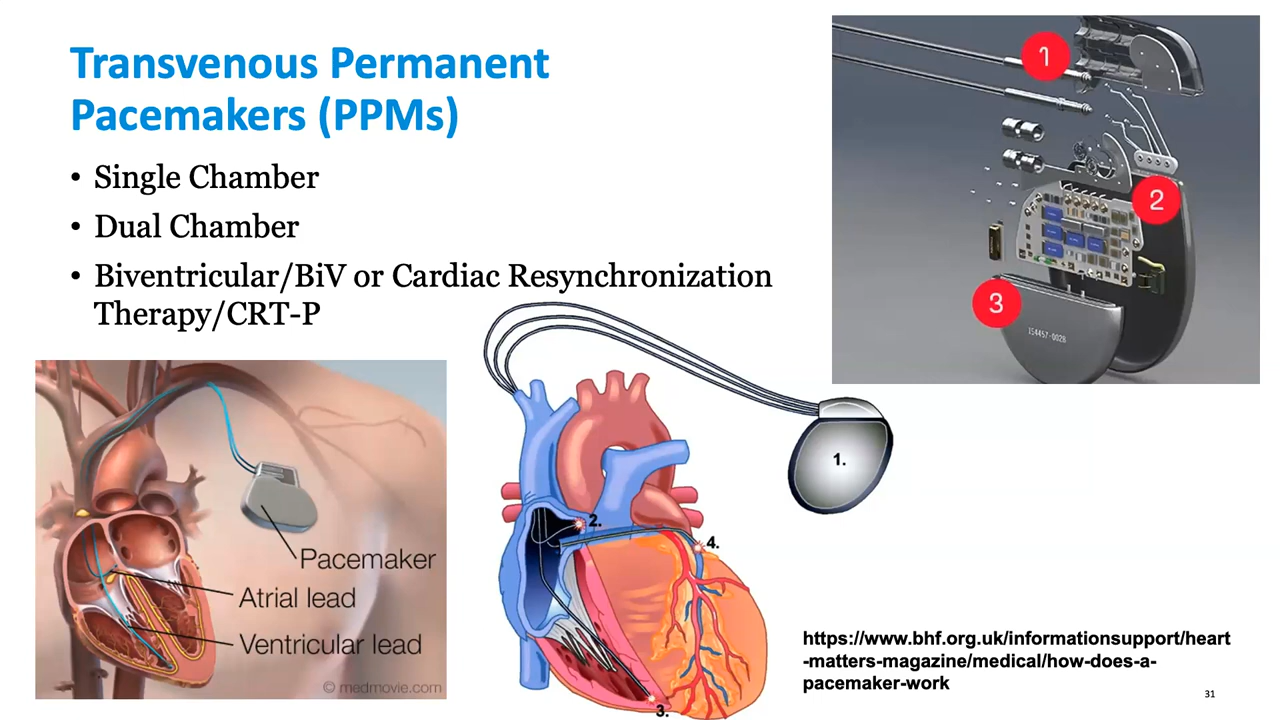 Transvenous Permanent
Pacemakers (PPMs)
• Single Chamber
• Dual Chamber
• Biventricular/BiV or Cardiac Resynchronization
Therapy/CRT-P
1
2
3
154457-002B
Pacemaker
Atrial lead
Ventricular lead
© medmovie.com
1.
2.
4.
3.
https://www.bhf.org.uk/informationsupport/heart
-matters-magazine/medical/how-does-a-
pacemaker-work
31